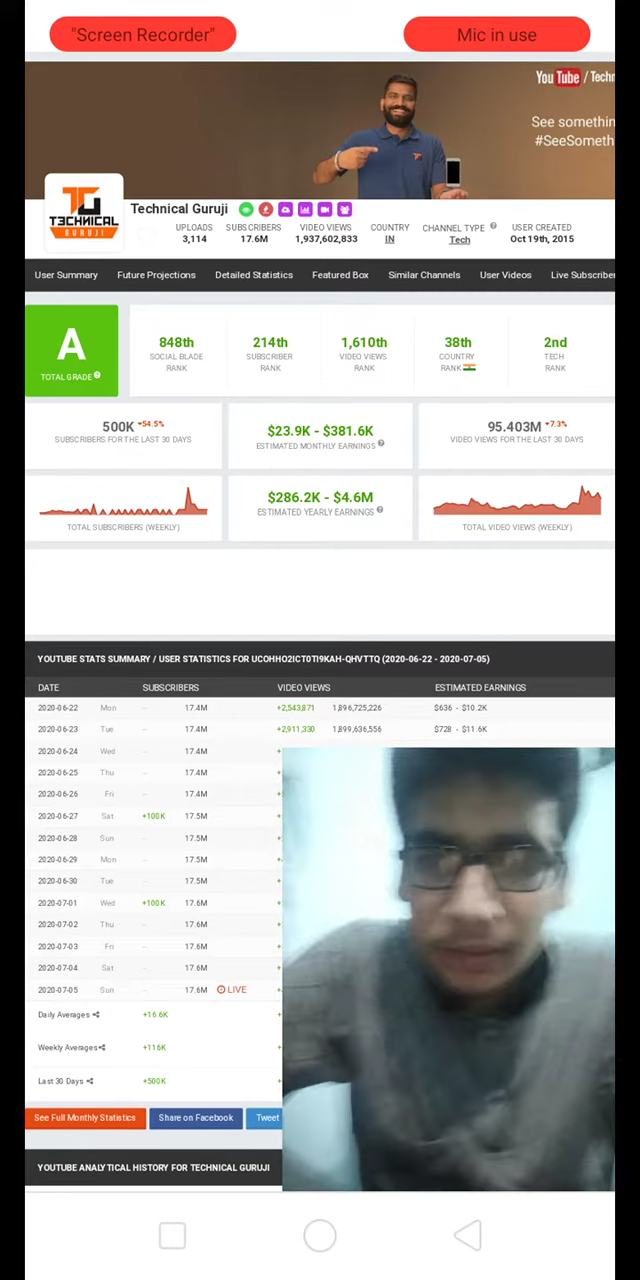 "Screen Recorder" Mic in use
You Tube / Techn
See somethin
#SeeSometh
TECHNICAL
GURUJI
Technical Guruji
UPLOADS SUBSCRIBERS VIDEO VIEWS COUNTRY CHANNEL TYPE USER CREATED
3,114 17.6M 1,937,602,833 IN Tech Oct 19th, 2015
User Summary Future Projections Detailed Statistics Featured Box Similar Channels User Videos Live Subscriber
A
TOTAL GRADE
848th 214th 1,610th 38th 2nd
SOCIAL BLADE SUBSCRIBER VIDEO VIEWS COUNTRY TECH
RANK RANK RANK RANK RANK
500K -54.5% $23.9K - $381.6K 95.403M -7.3%
SUBSCRIBERS FOR THE LAST 30 DAYS ESTIMATED MONTHLY EARNINGS VIDEO VIEWS FOR THE LAST 30 DAYS
$286.2K - $4.6M
TOTAL SUBSCRIBERS (WEEKLY) ESTIMATED YEARLY EARNINGS TOTAL VIDEO VIEWS (WEEKLY)
YOUTUBE STATS SUMMARY / USER STATISTICS FOR UCOHHO2ICT0TI9KAH-QHVTTQ (2020-06-22 - 2020-07-05)
DATE SUBSCRIBERS VIDEO VIEWS ESTIMATED EARNINGS
2020-06-22 Mon -- 17.4M +2,543,871 1,896,725,226 $636 - $10.2K
2020-06-23 Tue -- 17.4M +2,911,330 1,899,636,556 $728 - $11.6K
2020-06-24 Wed -- 17.4M +
2020-06-25 Thu -- 17.4M +
2020-06-26 Fri -- 17.4M +
2020-06-27 Sat +100K 17.5M +
2020-06-28 Sun -- 17.5M +
2020-06-29 Mon -- 17.5M +
2020-06-30 Tue -- 17.5M +
2020-07-01 Wed +100K 17.6M +
2020-07-02 Thu -- 17.6M +
2020-07-03 Fri -- 17.6M +
2020-07-04 Sat -- 17.6M +
2020-07-05 Sun -- 17.6M LIVE +
Daily Averages +16.6K +
Weekly Averages +116K +
Last 30 Days +500K +
See Full Monthly Statistics Share on Facebook Tweet
YOUTUBE ANALYTICAL HISTORY FOR TECHNICAL GURUJI